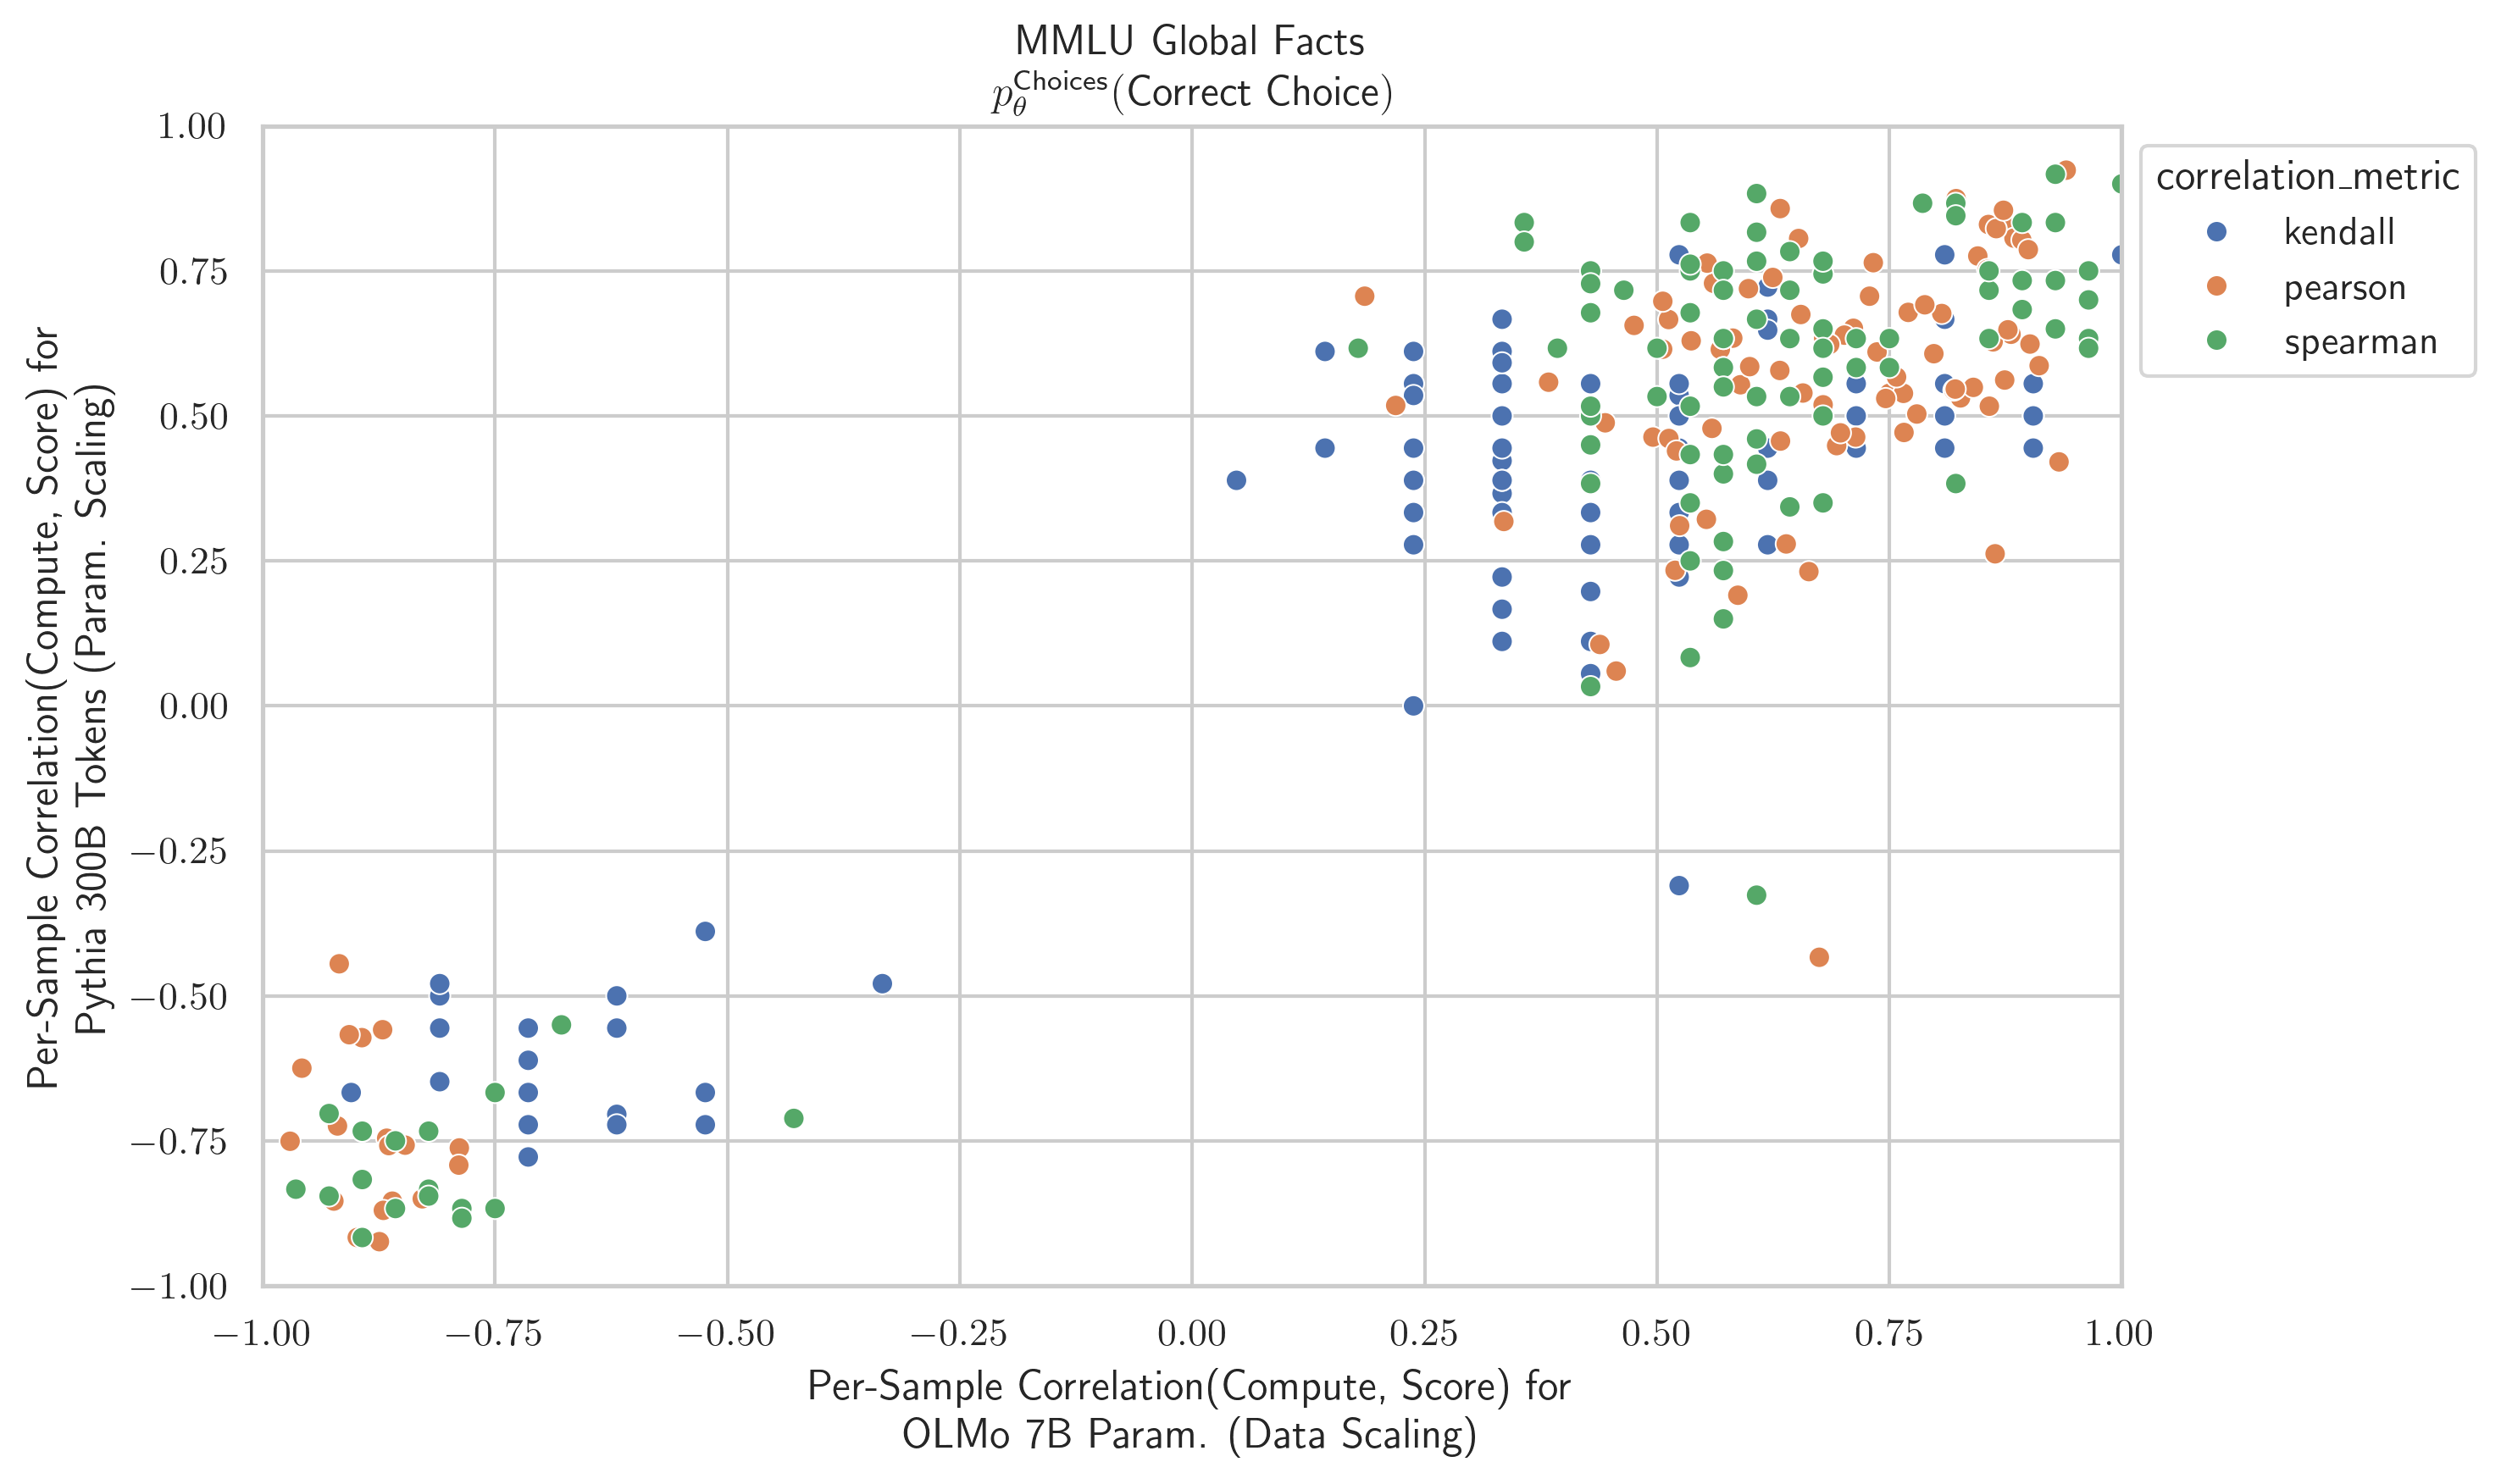 MMLU Global Facts
p_θ^Choices(Correct Choice)
1.00
0.75
0.50
0.25
0.00
−0.25
−0.50
−0.75
−1.00
Per-Sample Correlation(Compute, Score) for
Pythia 300B Tokens (Param. Scaling)
−1.00 −0.75 −0.50 −0.25 0.00 0.25 0.50 0.75 1.00
Per-Sample Correlation(Compute, Score) for
OLMo 7B Param. (Data Scaling)
correlation_metric
kendall
pearson
spearman